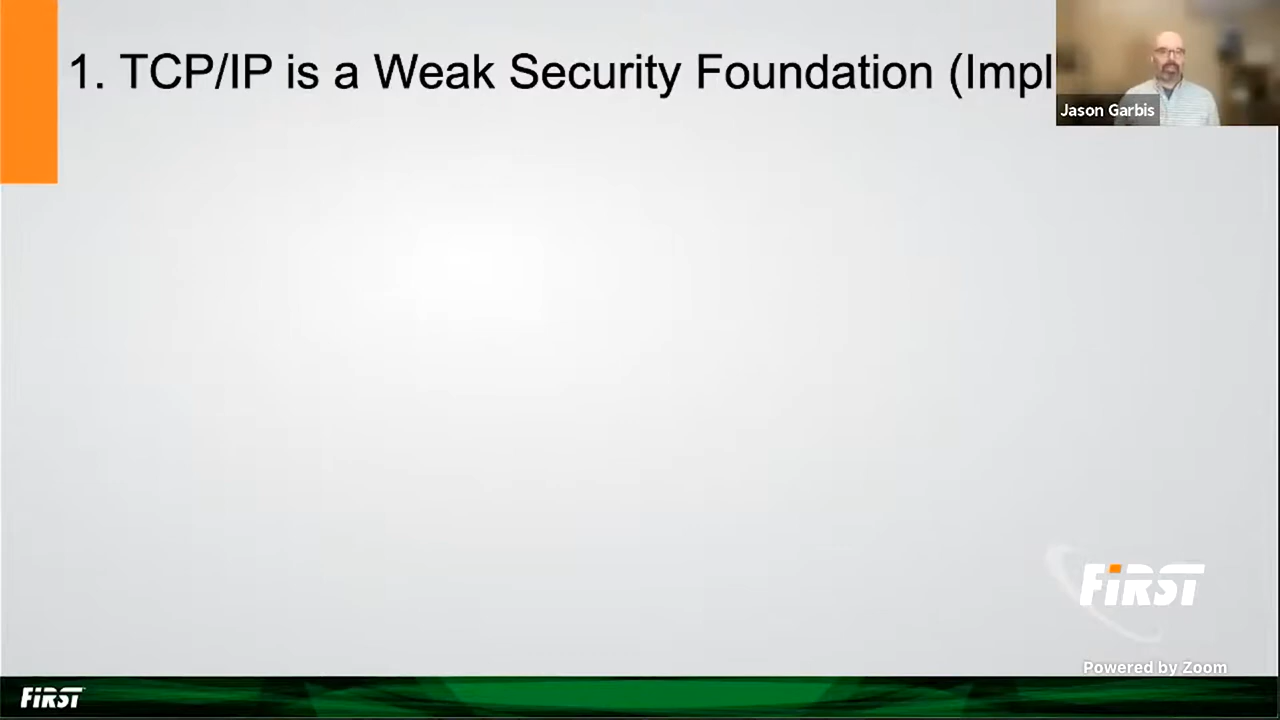 1. TCP/IP is a Weak Security Foundation (Impl
Jason Garbis
FiRST
Powered by Zoom
FiRST